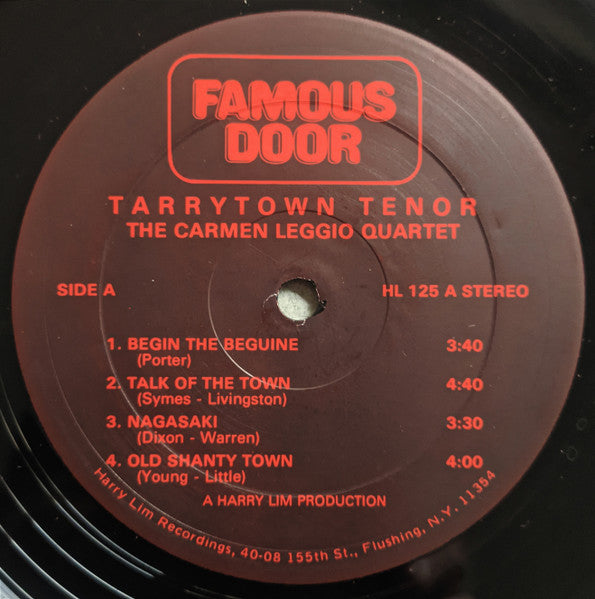 FAMOUS
DOOR
TARRYTOWN TENOR
THE CARMEN LEGGIO QUARTET
SIDE A HL 125 A STEREO
1. BEGIN THE BEGUINE 3:40
(Porter)
2. TALK OF THE TOWN 4:40
(Symes - Livingston)
3. NAGASAKI 3:30
(Dixon - Warren)
4. OLD SHANTY TOWN 4:00
(Young - Little)
A HARRY LIM PRODUCTION
Harry Lim Recordings, 40-08 155th St., Flushing, N.Y. 11354